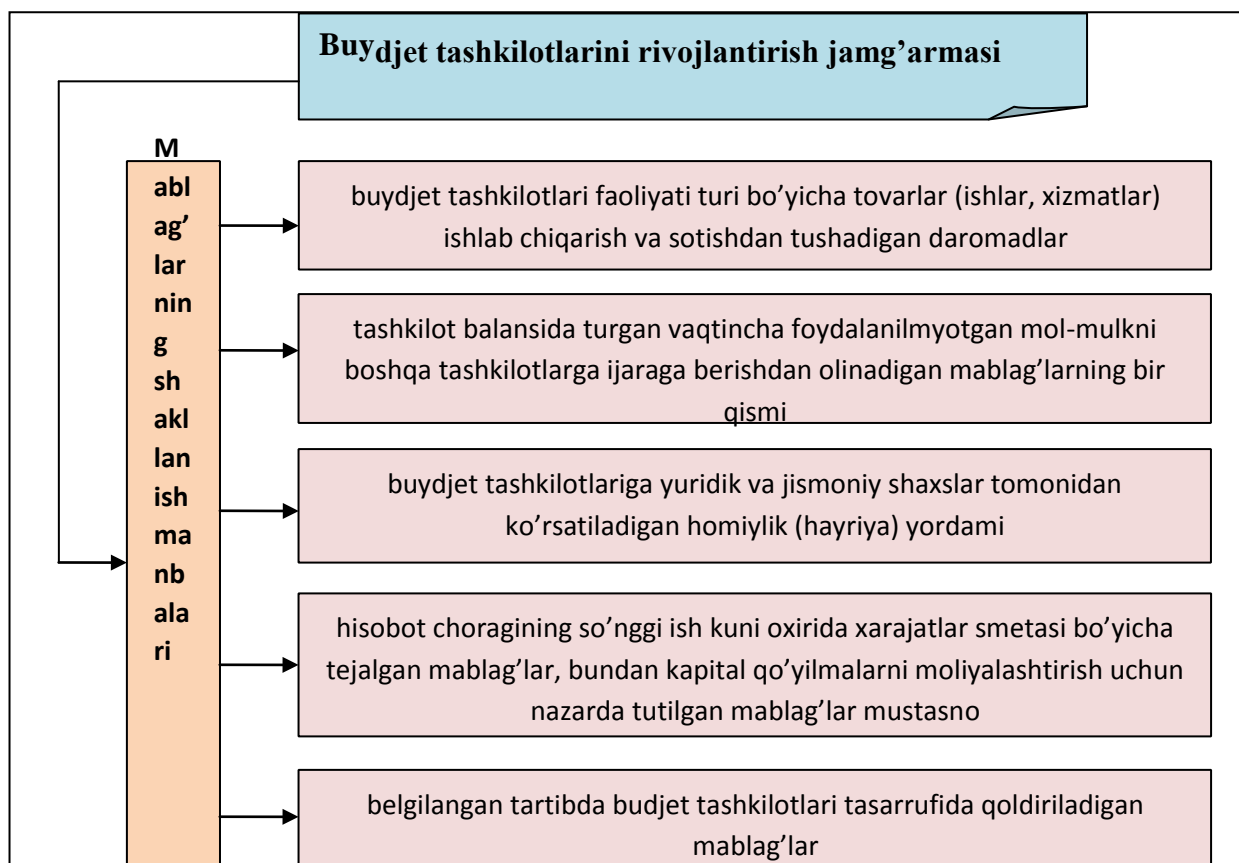 Buydjet tashkilotlarini rivojlantirish jamg’armasi
M
abl
ag’
lar
nin
g
sh
akl
lan
ish
ma
nb
ala
ri
buydjet tashkilotlari faoliyati turi bo’yicha tovarlar (ishlar, xizmatlar)
ishlab chiqarish va sotishdan tushadigan daromadlar
tashkilot balansida turgan vaqtincha foydalanilmyotgan mol-mulkni
boshqa tashkilotlarga ijaraga berishdan olinadigan mablag’larning bir
qismi
buydjet tashkilotlariga yuridik va jismoniy shaxslar tomonidan
ko’rsatiladigan homiylik (hayriya) yordami
hisobot choragining so’nggi ish kuni oxirida xarajatlar smetasi bo’yicha
tejalgan mablag’lar, bundan kapital qo’yilmalarni moliyalashtirish uchun
nazarda tutilgan mablag’lar mustasno
belgilangan tartibda budjet tashkilotlari tasarrufida qoldiriladigan
mablag’lar